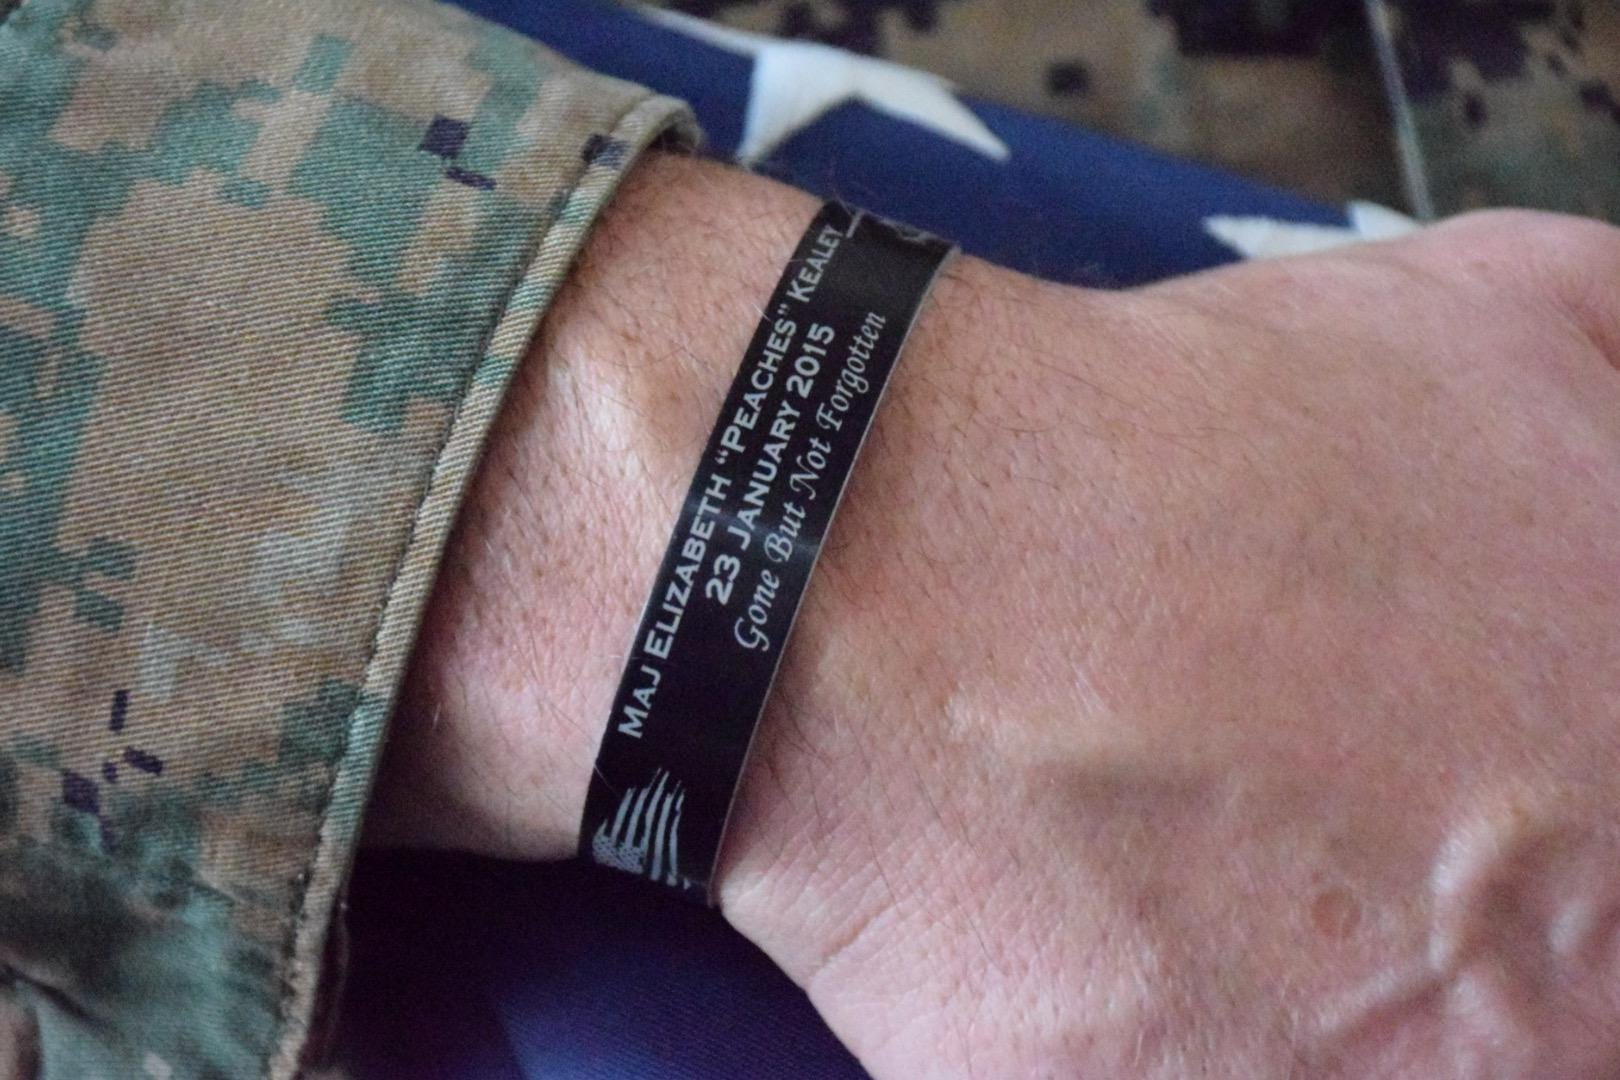 MAJ ELIZABETH "PEACHES" KEALEY
23 JANUARY 2015
Gone But Not Forgotten